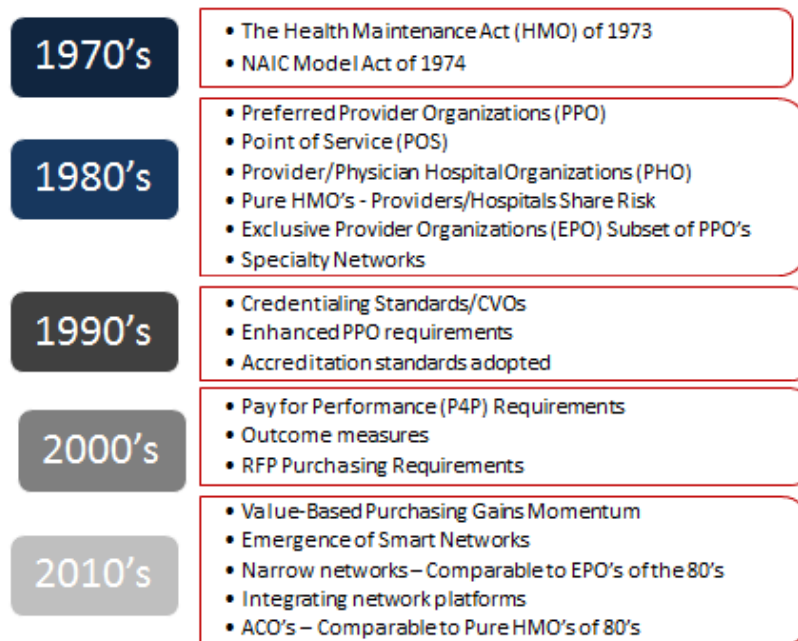 1970's
• The Health Maintenance Act (HMO) of 1973
• NAIC Model Act of 1974
1980's
• Preferred Provider Organizations (PPO)
• Point of Service (POS)
• Provider/Physician Hospital Organizations (PHO)
• Pure HMO's - Providers/Hospitals Share Risk
• Exclusive Provider Organizations (EPO) Subset of PPO's
• Specialty Networks
1990's
• Credentialing Standards/CVOs
• Enhanced PPO requirements
• Accreditation standards adopted
2000's
• Pay for Performance (P4P) Requirements
• Outcome measures
• RFP Purchasing Requirements
2010's
• Value-Based Purchasing Gains Momentum
• Emergence of Smart Networks
• Narrow networks – Comparable to EPO's of the 80's
• Integrating network platforms
• ACO's – Comparable to Pure HMO's of 80's